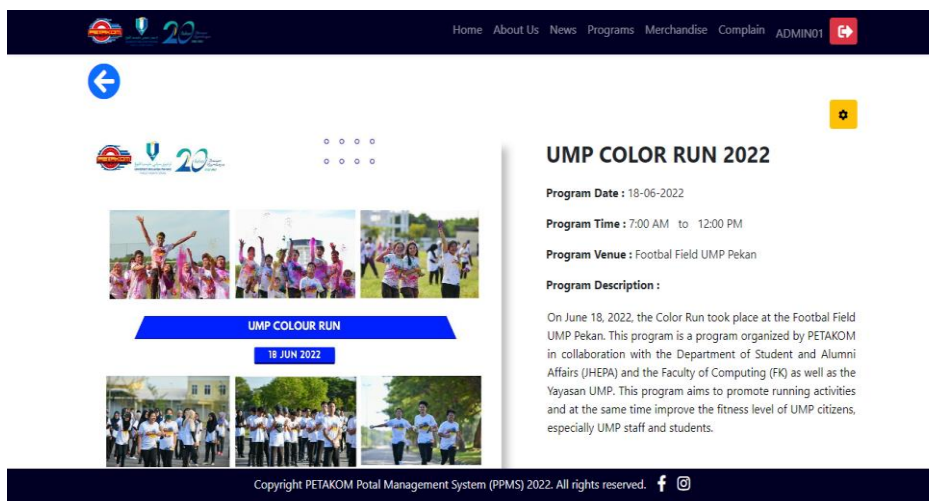 PETAKOM
20
Home About Us News Programs Merchandise Complain ADMIN01
PETAKOM
20
UMP COLOUR RUN
18 JUN 2022
UMP COLOR RUN 2022
Program Date : 18-06-2022
Program Time : 7:00 AM to 12:00 PM
Program Venue : Footbal Field UMP Pekan
Program Description :
On June 18, 2022, the Color Run took place at the Footbal Field
UMP Pekan. This program is a program organized by PETAKOM
in collaboration with the Department of Student and Alumni
Affairs (JHEPA) and the Faculty of Computing (FK) as well as the
Yayasan UMP. This program aims to promote running activities
and at the same time improve the fitness level of UMP citizens,
especially UMP staff and students.
Copyright PETAKOM Potal Management System (PPMS) 2022. All rights reserved.